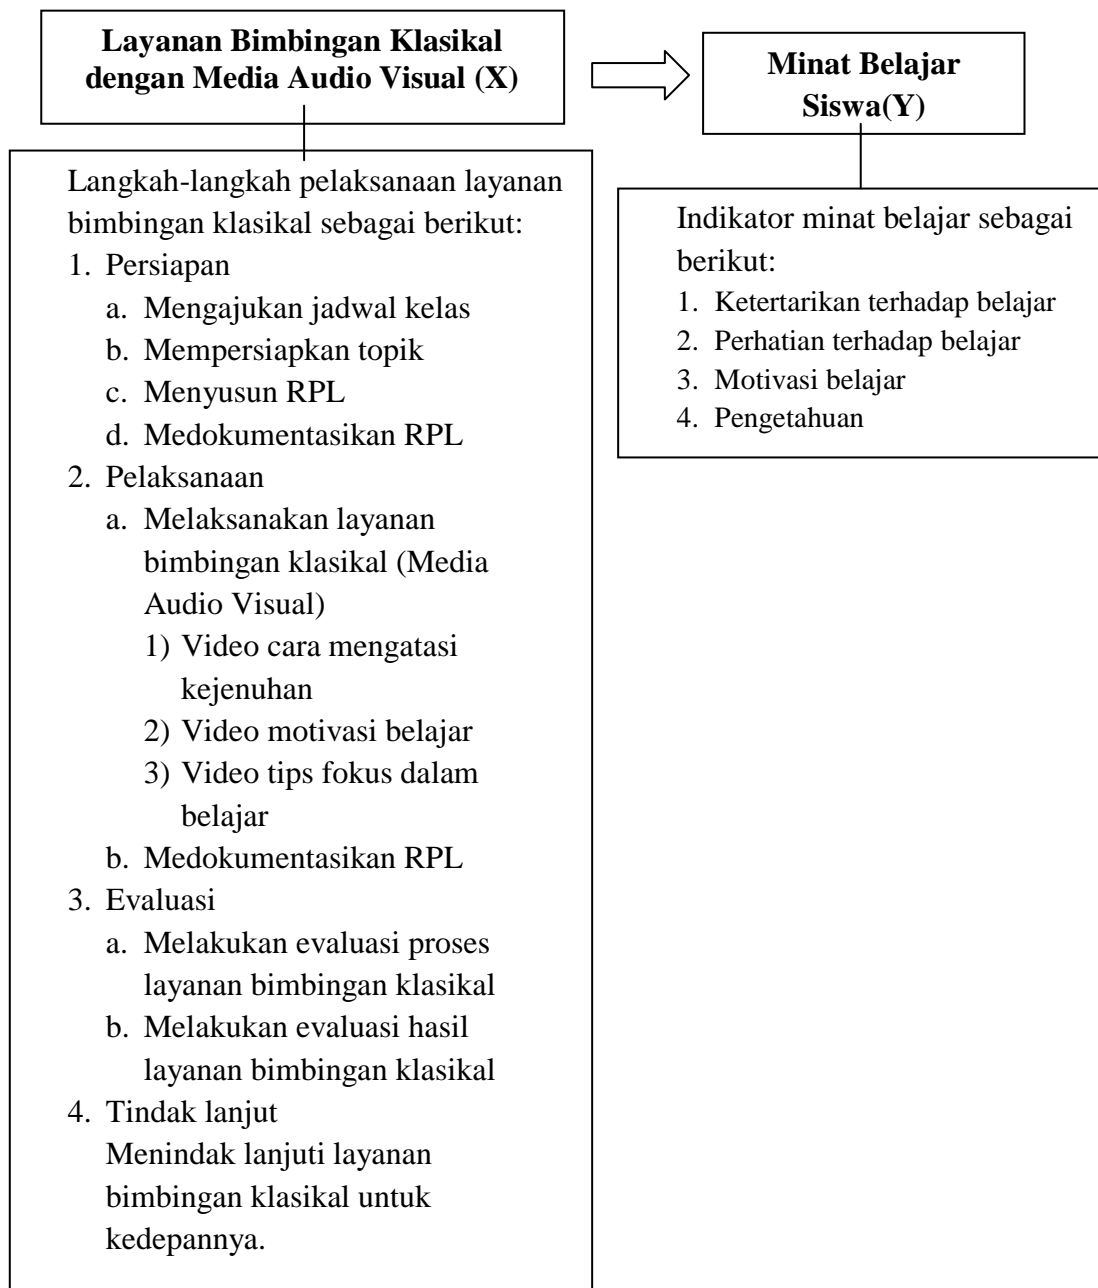 Layanan Bimbingan Klasikal
dengan Media Audio Visual (X)
Minat Belajar
Siswa(Y)
Langkah-langkah pelaksanaan layanan
bimbingan klasikal sebagai berikut:
1. Persiapan
a. Mengajukan jadwal kelas
b. Mempersiapkan topik
c. Menyusun RPL
d. Medokumentasikan RPL
2. Pelaksanaan
a. Melaksanakan layanan
bimbingan klasikal (Media
Audio Visual)
1) Video cara mengatasi
kejenuhan
2) Video motivasi belajar
3) Video tips fokus dalam
belajar
b. Medokumentasikan RPL
3. Evaluasi
a. Melakukan evaluasi proses
layanan bimbingan klasikal
b. Melakukan evaluasi hasil
layanan bimbingan klasikal
4. Tindak lanjut
Menindak lanjuti layanan
bimbingan klasikal untuk
kedepannya.
Indikator minat belajar sebagai
berikut:
1. Ketertarikan terhadap belajar
2. Perhatian terhadap belajar
3. Motivasi belajar
4. Pengetahuan